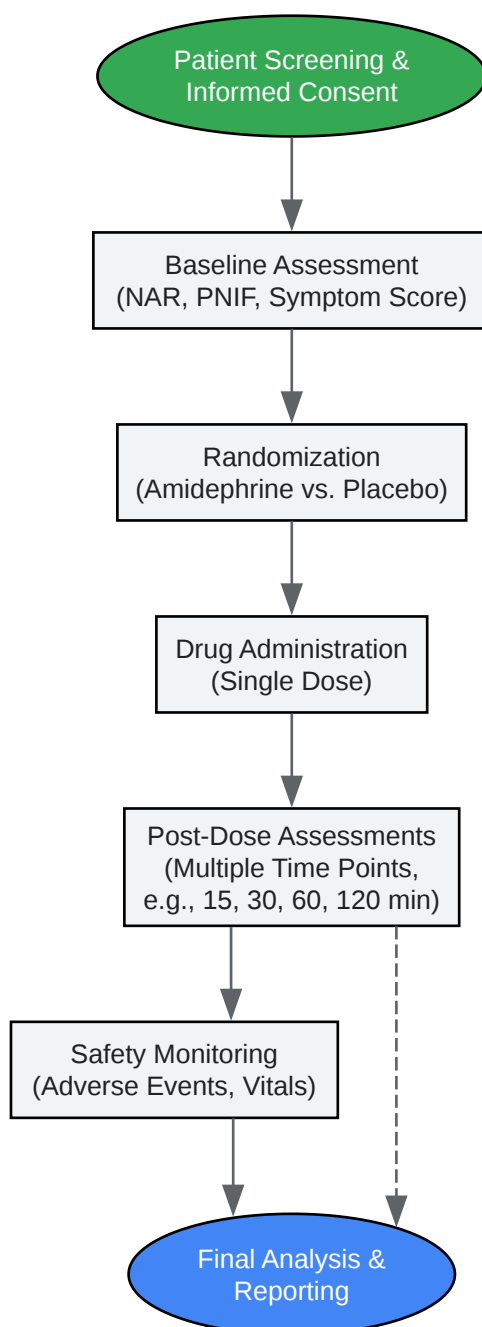 Patient Screening &
Informed Consent
Baseline Assessment
(NAR, PNIF, Symptom Score)
Randomization
(Amidephrine vs. Placebo)
Drug Administration
(Single Dose)
Post-Dose Assessments
(Multiple Time Points,
e.g., 15, 30, 60, 120 min)
Safety Monitoring
(Adverse Events, Vitals)
Final Analysis &
Reporting